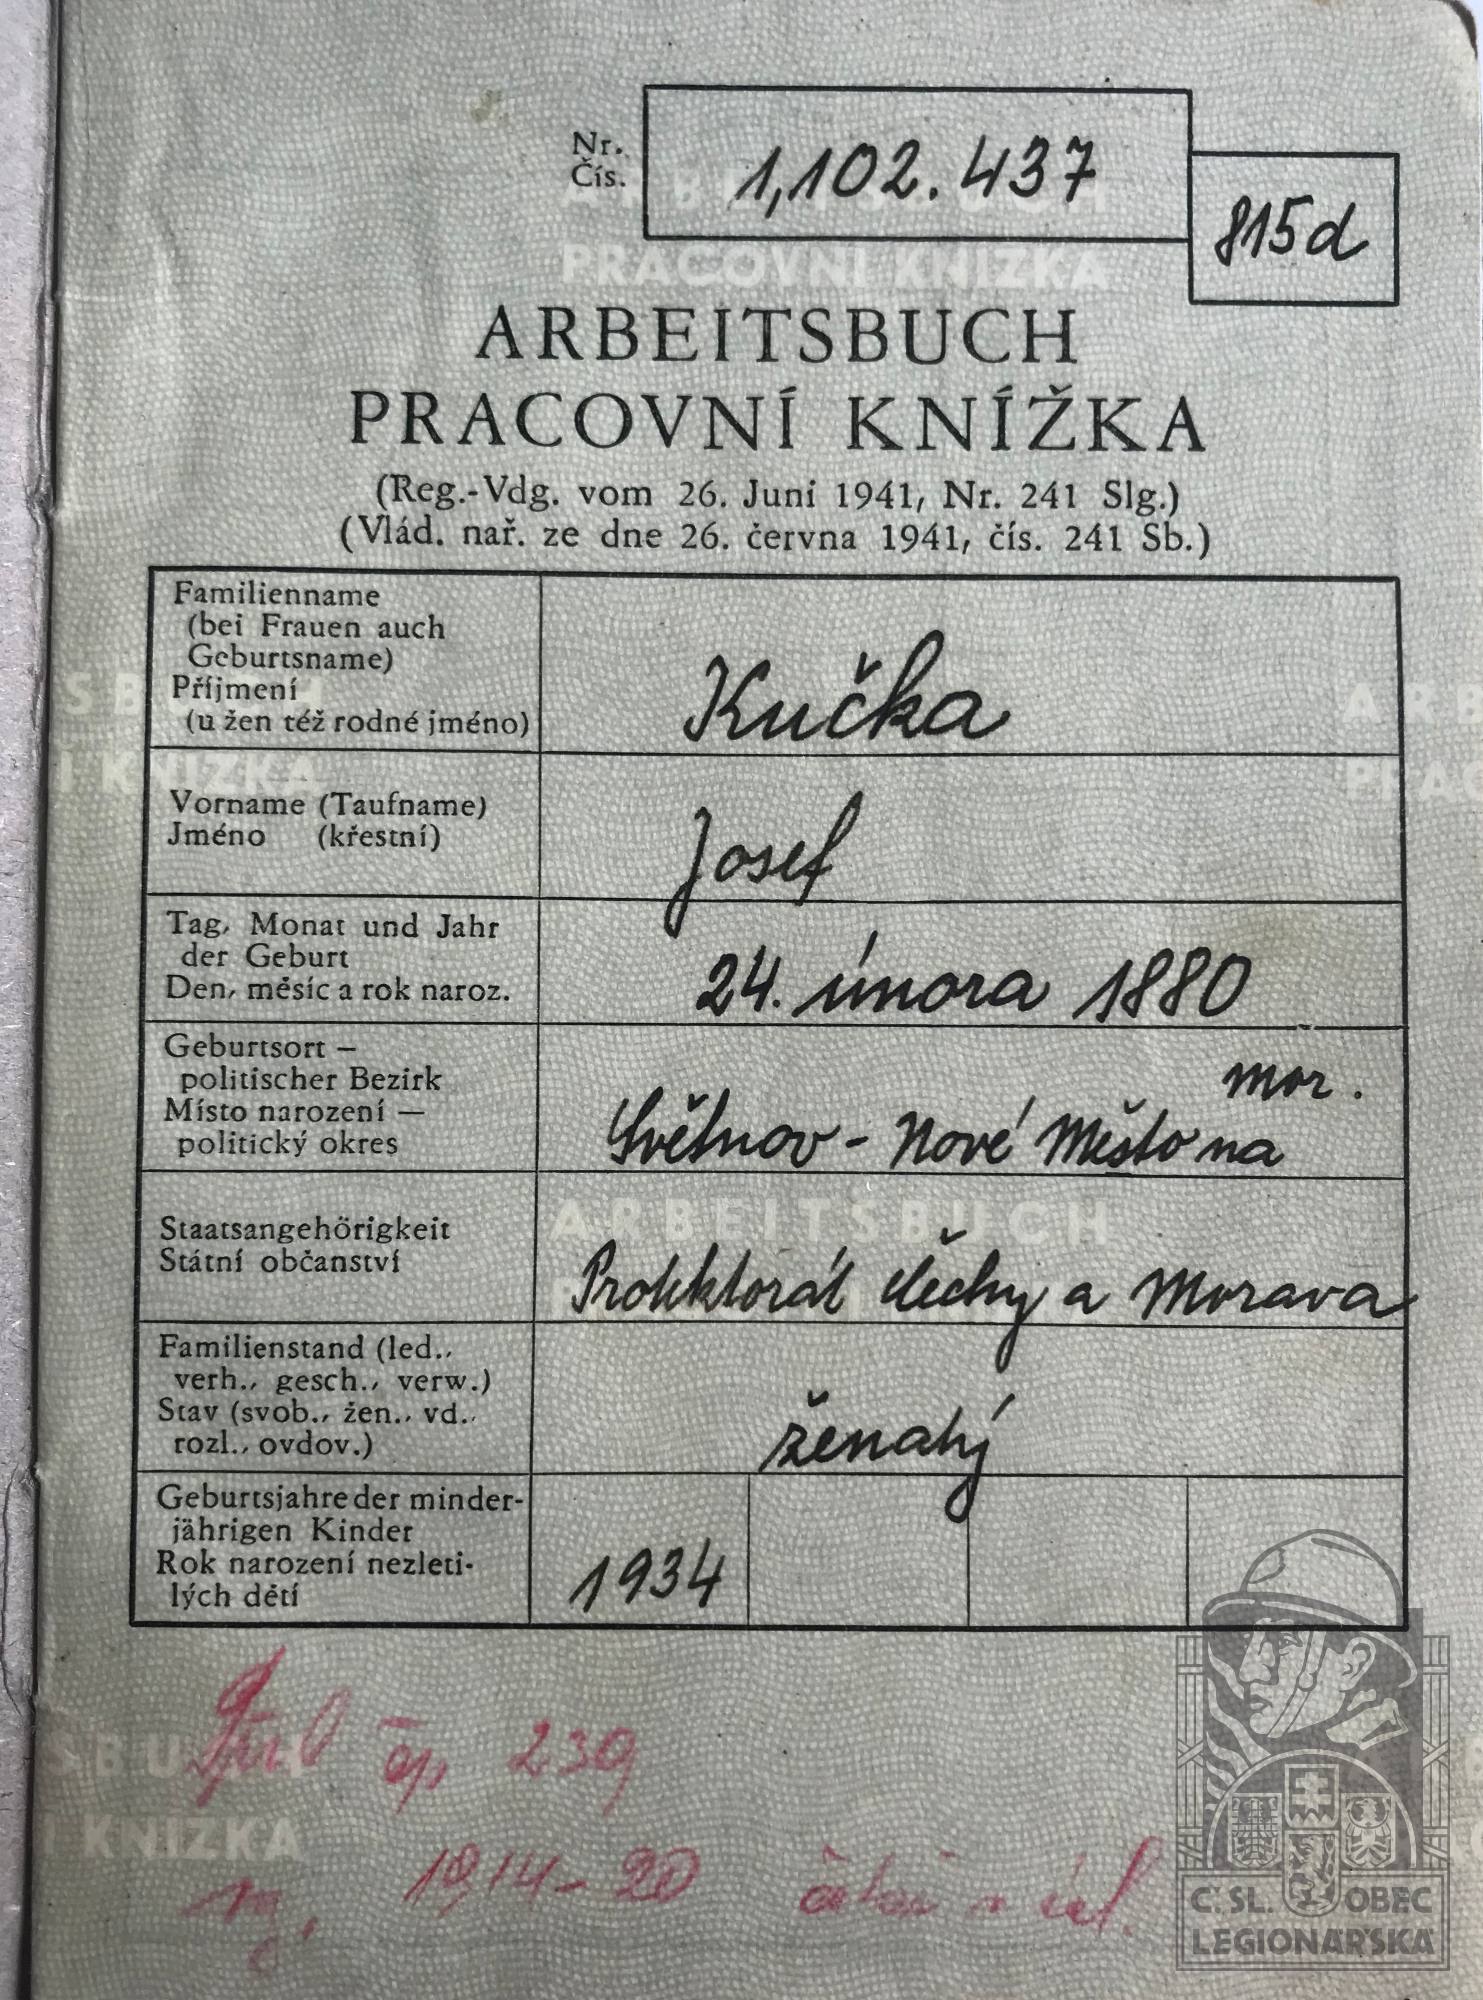 Nr.
Čís.
1,102.437
815d
ARBEITSBUCH
PRACOVNÍ KNÍŽKA
ARBEITSBUCH
PRACOVNÍ KNÍŽKA
(Reg.-Vdg. vom 26. Juni 1941, Nr. 241 Slg.)
(Vlád. nař. ze dne 26. června 1941, čís. 241 Sb.)
Familienname
(bei Frauen auch
Geburtsname)
Příjmení
(u žen též rodné jméno)
Kučka
Vorname (Taufname)
Jméno (křestní)
Josef
Tag, Monat und Jahr
der Geburt
Den, měsíc a rok naroz.
24. února 1880
Geburtsort –
politischer Bezirk
Místo narození —
politický okres
mor.
Světnov - Nové Město na
Staatsangehörigkeit
Státní občanství
ARBEITSBUCH
Protektorát Čechy a Morava
Familienstand (led.,
verh., gesch., verw.)
Stav (svob., žen., vd.,
rozl., ovdov.)
ženatý
Geburtsjahre der minder-
jährigen Kinder
Rok narození nezleti-
lých dětí
1934
čp. 239
1914-20
Č. SL. OBEC
LEGIONÁŘSKÁ